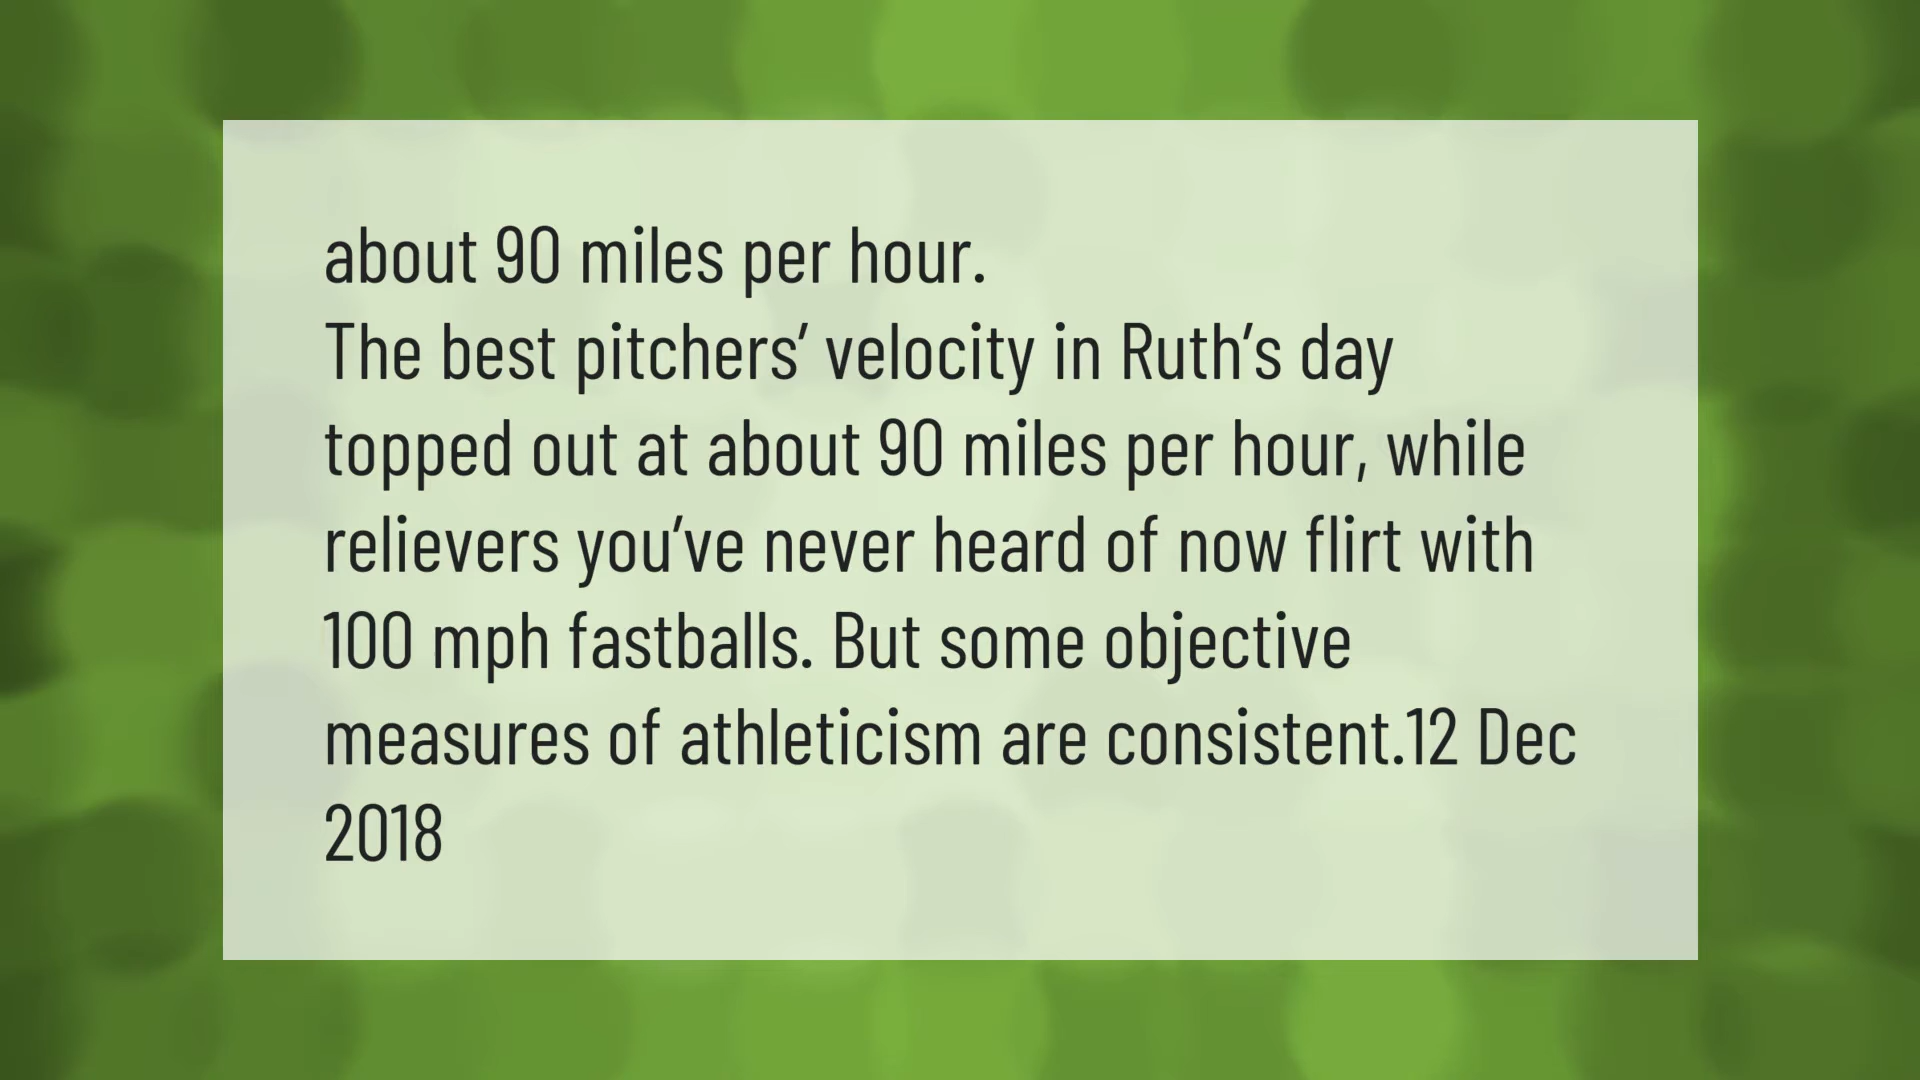 about 90 miles per hour.
The best pitchers’ velocity in Ruth’s day
topped out at about 90 miles per hour, while
relievers you’ve never heard of now flirt with
100 mph fastballs. But some objective
measures of athleticism are consistent.12 Dec
2018